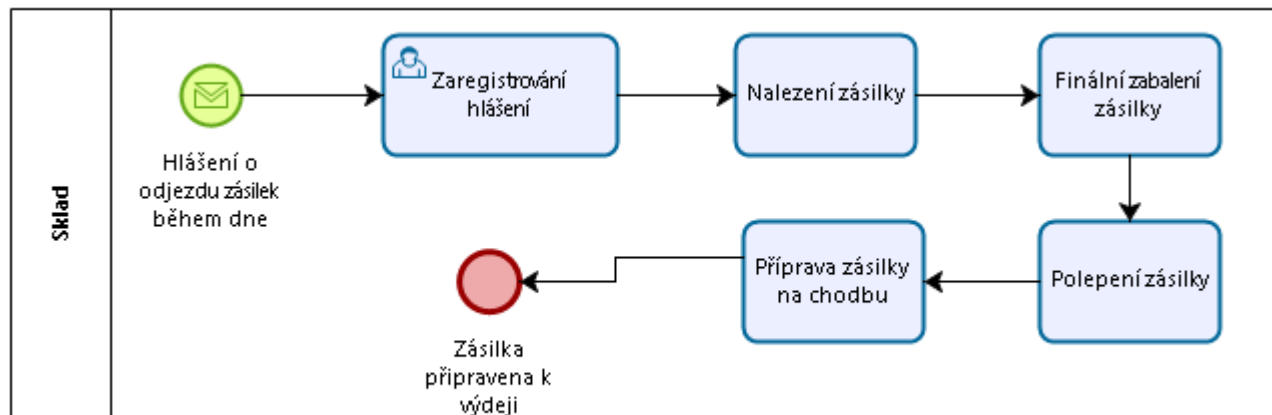 Sklad
Hlášení o
odjezdu zásilek
během dne
Zaregistrování
hlášení
Nalezení zásilky
Finální zabalení
zásilky
Polepení zásilky
Příprava zásilky
na chodbu
Zásilka
připravena k
výdeji